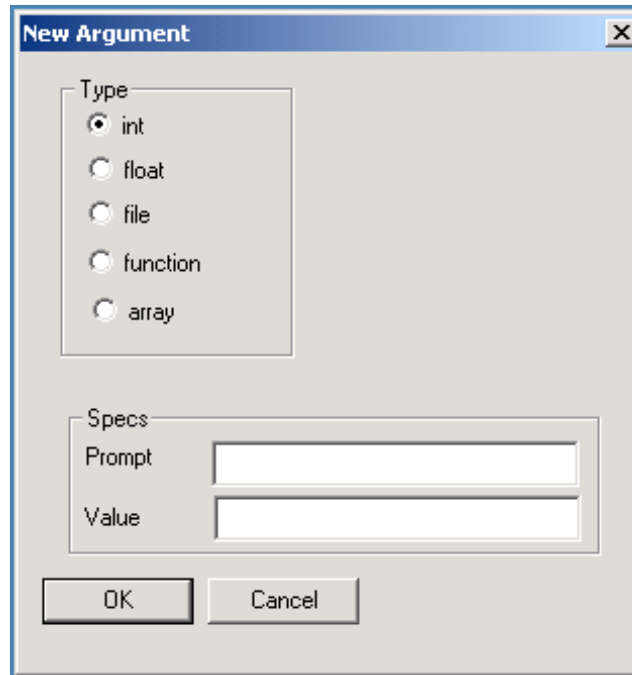 New Argument
Type
int
float
file
function
array
Specs
Prompt
Value
OK Cancel